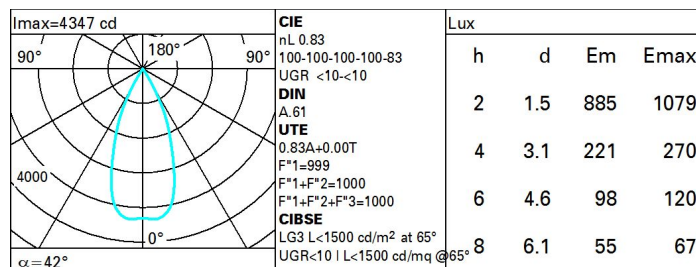 Imax=4347 cd
90°
180°
90°
4000
0°
α=42°
CIE
nL 0.83
100-100-100-100-83
UGR <10-<10
DIN
A.61
UTE
0.83A+0.00T
F"1=999
F"1+F"2=1000
F"1+F"2+F"3=1000
CIBSE
LG3 L<1500 cd/m² at 65°
UGR<10 | L<1500 cd/mq @65°
Lux
h d Em Emax
2 1.5 885 1079
4 3.1 221 270
6 4.6 98 120
8 6.1 55 67